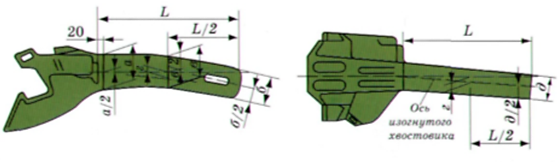 L
20
L/2
а
а/2
б
б/2
L
Ось
изогнутого
хвостовика
г
д
д/2
L/2